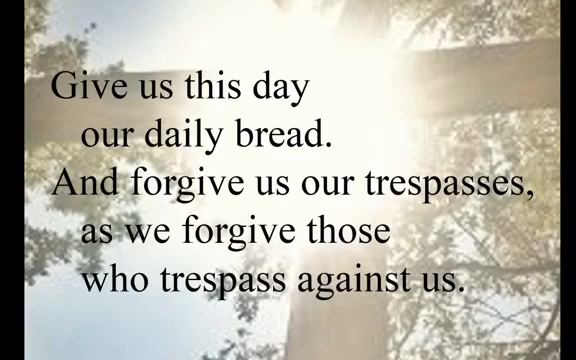 Give us this day
our daily bread.
And forgive us our trespasses,
as we forgive those
who trespass against us.